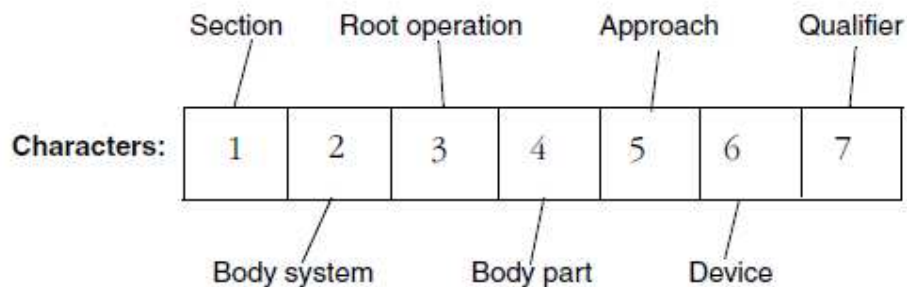 Section Root operation Approach Qualifier
Characters: 1 2 3 4 5 6 7
Body system Body part Device